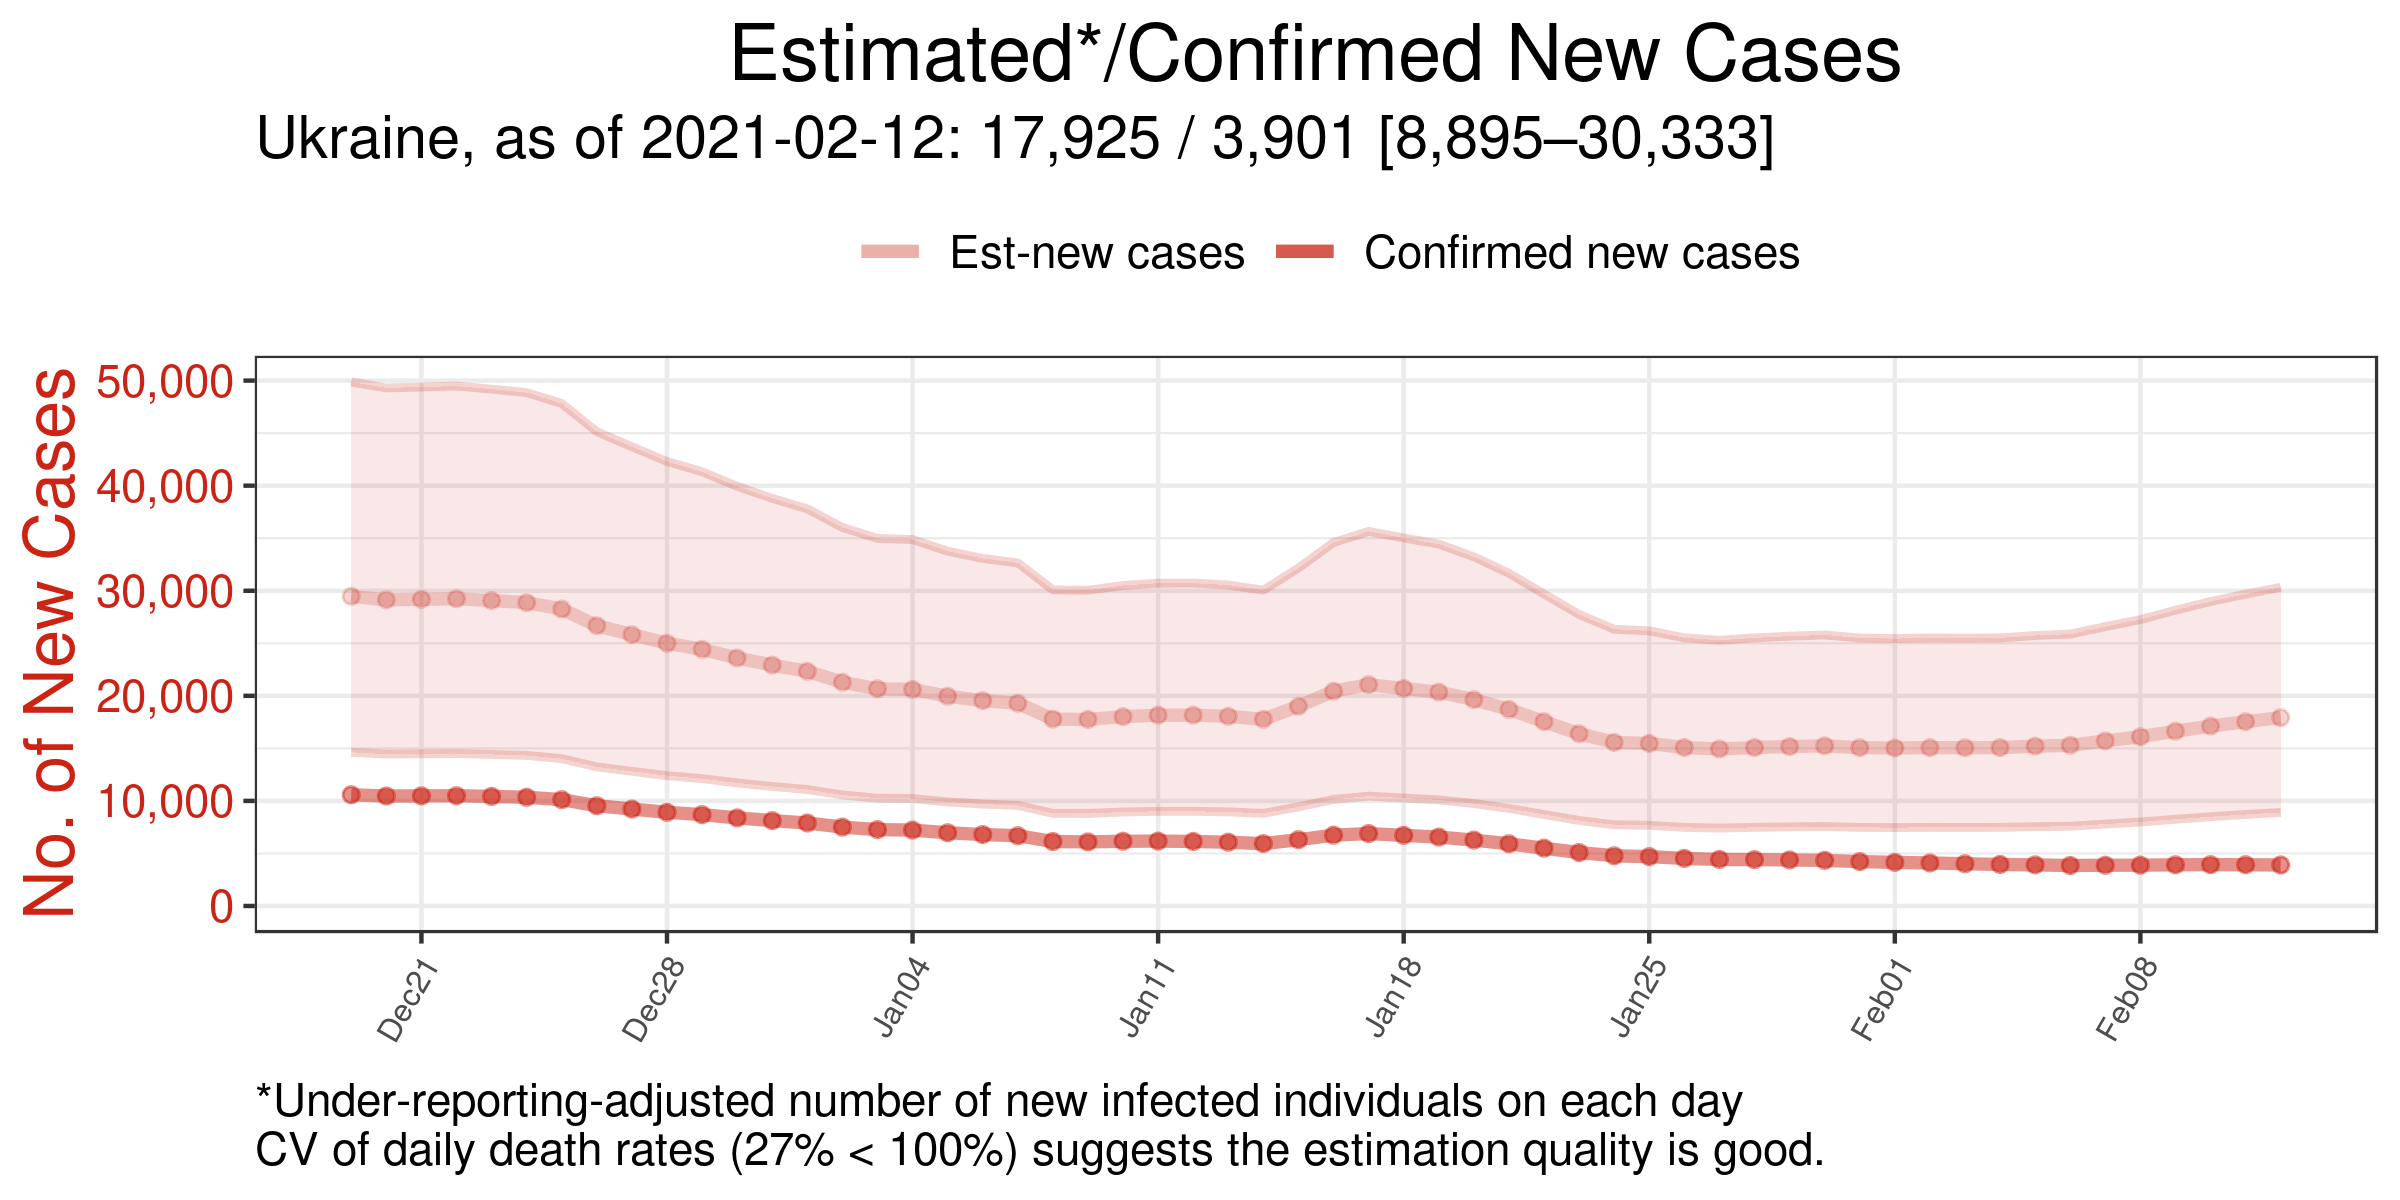 Estimated*/Confirmed New Cases
Ukraine, as of 2021-02-12: 17,925 / 3,901 [8,895–30,333]
Est-new cases Confirmed new cases
No. of New Cases
50,000
40,000
30,000
20,000
10,000
0
Dec21 Dec28 Jan04 Jan11 Jan18 Jan25 Feb01 Feb08
*Under-reporting-adjusted number of new infected individuals on each day
CV of daily death rates (27% < 100%) suggests the estimation quality is good.